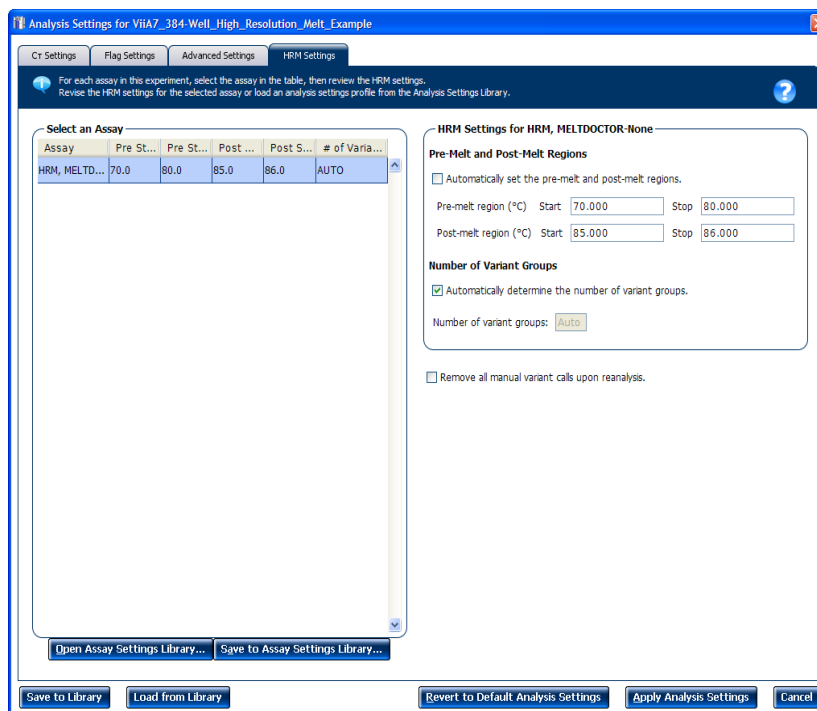 Analysis Settings for ViiA7_384-Well_High_Resolution_Melt_Example
CT Settings Flag Settings Advanced Settings HRM Settings
For each assay in this experiment, select the assay in the table, then review the HRM settings.
Revise the HRM settings for the selected assay or load an analysis settings profile from the Analysis Settings Library.
?
Select an Assay
Assay Pre St... Pre St... Post ... Post S... # of Varia...
HRM, MELTD... 70.0 80.0 85.0 86.0 AUTO
Open Assay Settings Library... Save to Assay Settings Library...
HRM Settings for HRM, MELTDOCTOR-None
Pre-Melt and Post-Melt Regions
Automatically set the pre-melt and post-melt regions.
Pre-melt region (°C) Start 70.000 Stop 80.000
Post-melt region (°C) Start 85.000 Stop 86.000
Number of Variant Groups
Automatically determine the number of variant groups.
Number of variant groups: Auto
Remove all manual variant calls upon reanalysis.
Save to Library Load from Library Revert to Default Analysis Settings Apply Analysis Settings Cancel